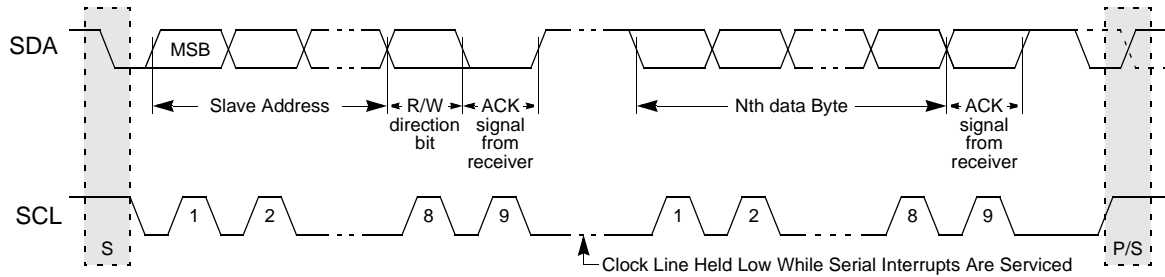 SDA
MSB
Slave Address
R/W
direction
bit
ACK
signal
from
receiver
Nth data Byte
ACK
signal
from
receiver
SCL
1
2
8
9
1
2
8
9
S
P/S
Clock Line Held Low While Serial Interrupts Are Serviced